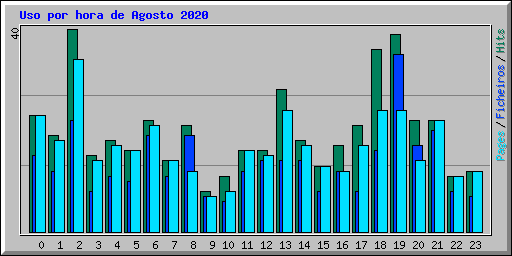 Uso por hora de Agosto 2020
40
Pages / Ficheiros / Hits
0 1 2 3 4 5 6 7 8 9 10 11 12 13 14 15 16 17 18 19 20 21 22 23